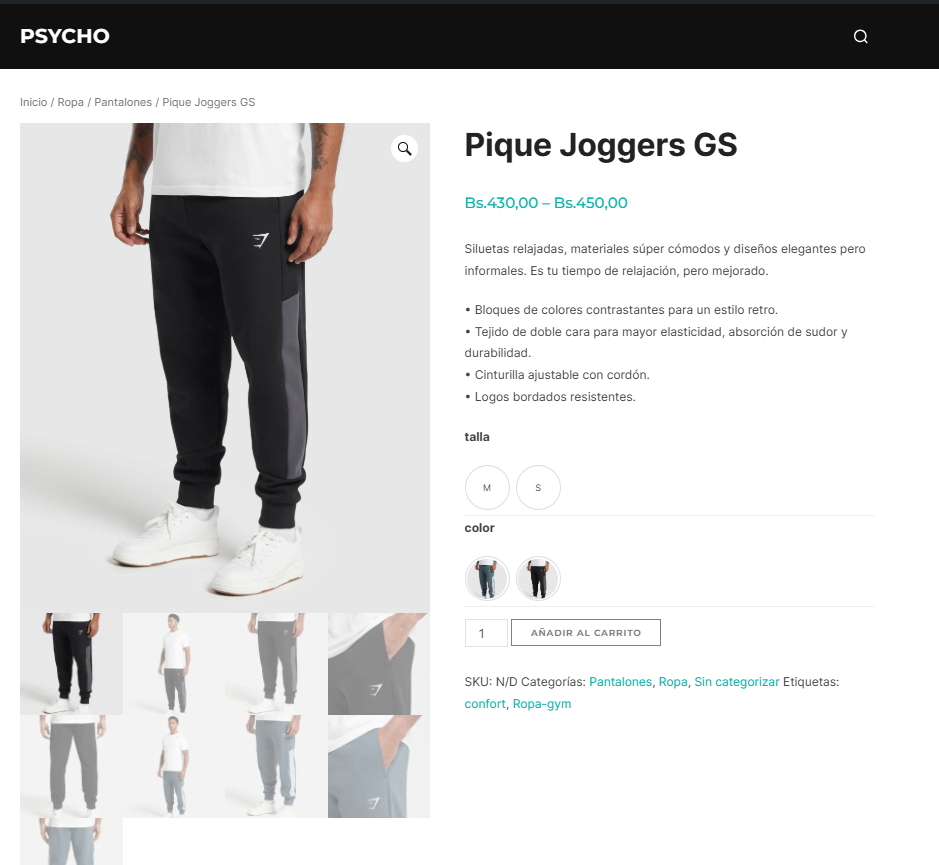 PSYCHO
Inicio / Ropa / Pantalones / Pique Joggers GS
Pique Joggers GS
Bs.430,00 – Bs.450,00
Siluetas relajadas, materiales súper cómodos y diseños elegantes pero
informales. Es tu tiempo de relajación, pero mejorado.
• Bloques de colores contrastantes para un estilo retro.
• Tejido de doble cara para mayor elasticidad, absorción de sudor y
durabilidad.
• Cinturilla ajustable con cordón.
• Logos bordados resistentes.
talla
M S
color
1 AÑADIR AL CARRITO
SKU: N/D Categorías: Pantalones, Ropa, Sin categorizar Etiquetas:
confort, Ropa-gym